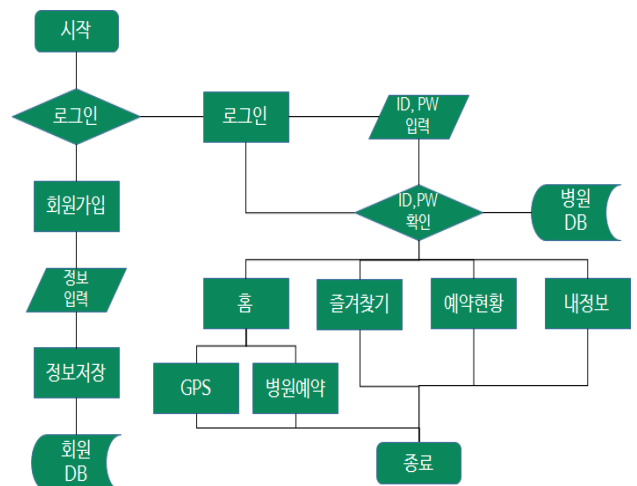 시작
로그인
로그인
ID, PW
입력
회원가입
ID,PW
확인
병원
DB
정보
입력
홈
즐겨찾기
예약현황
내정보
정보저장
GPS
병원예약
회원
DB
종료